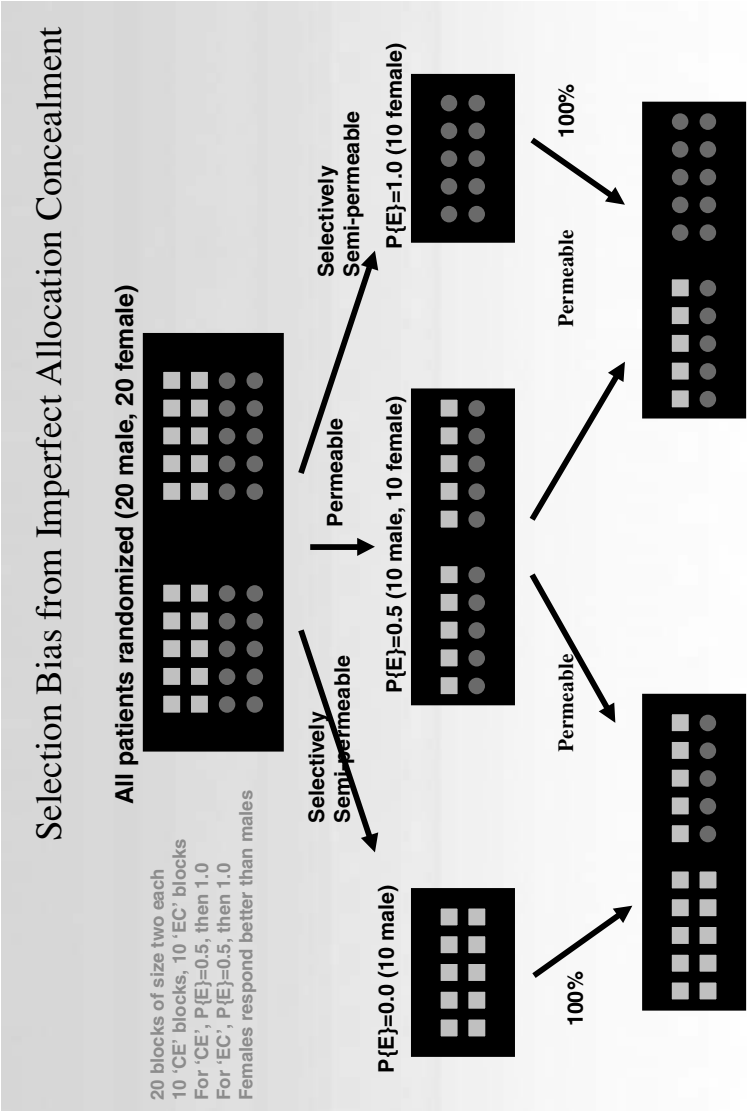 Selection Bias from Imperfect Allocation Concealment
20 blocks of size two each
10 ‘CE’ blocks, 10 ‘EC’ blocks
For ‘CE’, P{E}=0.5, then 1.0
For ‘EC’, P{E}=0.5, then 1.0
Females respond better than males
All patients randomized (20 male, 20 female)
Selectively
Semi-permeable
Permeable
Selectively
Semi-permeable
P{E}=0.0 (10 male)
P{E}=0.5 (10 male, 10 female)
P{E}=1.0 (10 female)
100%
Permeable
Permeable
100%